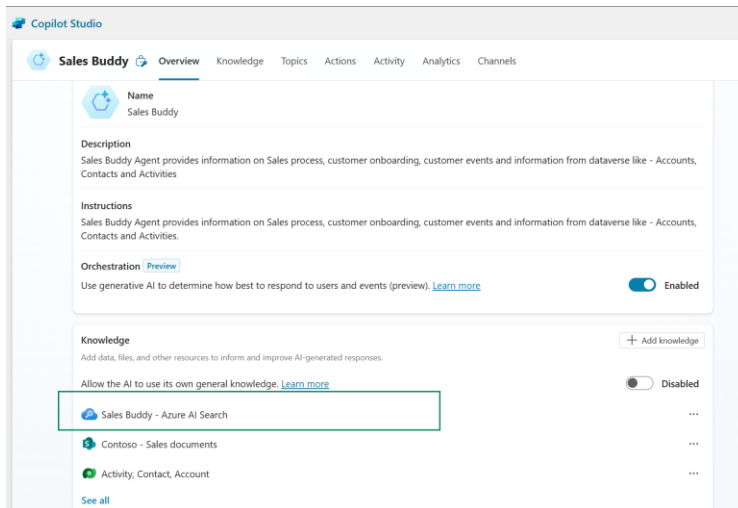 Copilot Studio
Sales Buddy Overview Knowledge Topics Actions Activity Analytics Channels
Name
Sales Buddy
Description
Sales Buddy Agent provides information on Sales process, customer onboarding, customer events and information from dataverse like - Accounts,
Contacts and Activities
Instructions
Sales Buddy Agent provides information on Sales process, customer onboarding, customer events and information from dataverse like - Accounts,
Contacts and Activities.
Orchestration Preview
Use generative AI to determine how best to respond to users and events (preview). Learn more Enabled
Knowledge + Add knowledge
Add data, files, and other resources to inform and improve AI-generated responses.
Allow the AI to use its own general knowledge. Learn more Disabled
Sales Buddy - Azure AI Search ...
Contoso - Sales documents ...
Activity, Contact, Account ...
See all